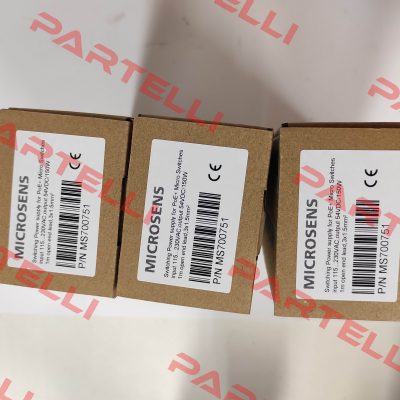 PARTELLI
MICROSENS
Switching Power supply for PoE+ Micro Switches
input 115..230VAC,output 54VDC/150W
1m open end lead,3x1.5mm²
P/N MS700751
CE
MICROSENS
Switching Power supply for PoE+ Micro Switches
input 115..230VAC,output 54VDC/150W
1m open end lead,3x1.5mm²
P/N MS700751
CE
MICROSENS
Switching Power supply for PoE+ Micro Switches
input 115..230VAC,output 54VDC/150W
1m open end lead,3x1.5mm²
P/N MS700751
CE
PARTELLI
PARTELLI